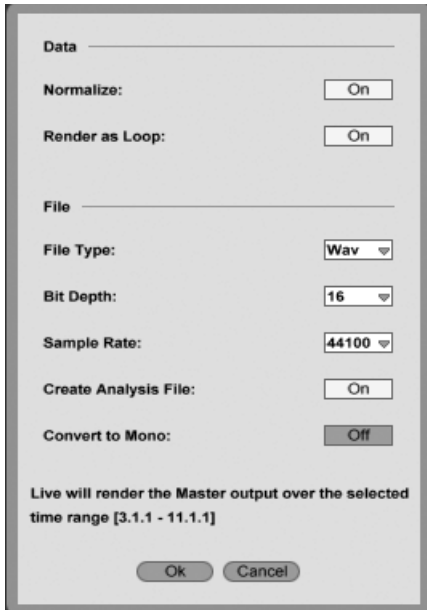 Data
Normalize: On
Render as Loop: On
File
File Type: Wav
Bit Depth: 16
Sample Rate: 44100
Create Analysis File: On
Convert to Mono: Off
Live will render the Master output over the selected
time range [3.1.1 - 11.1.1]
Ok Cancel